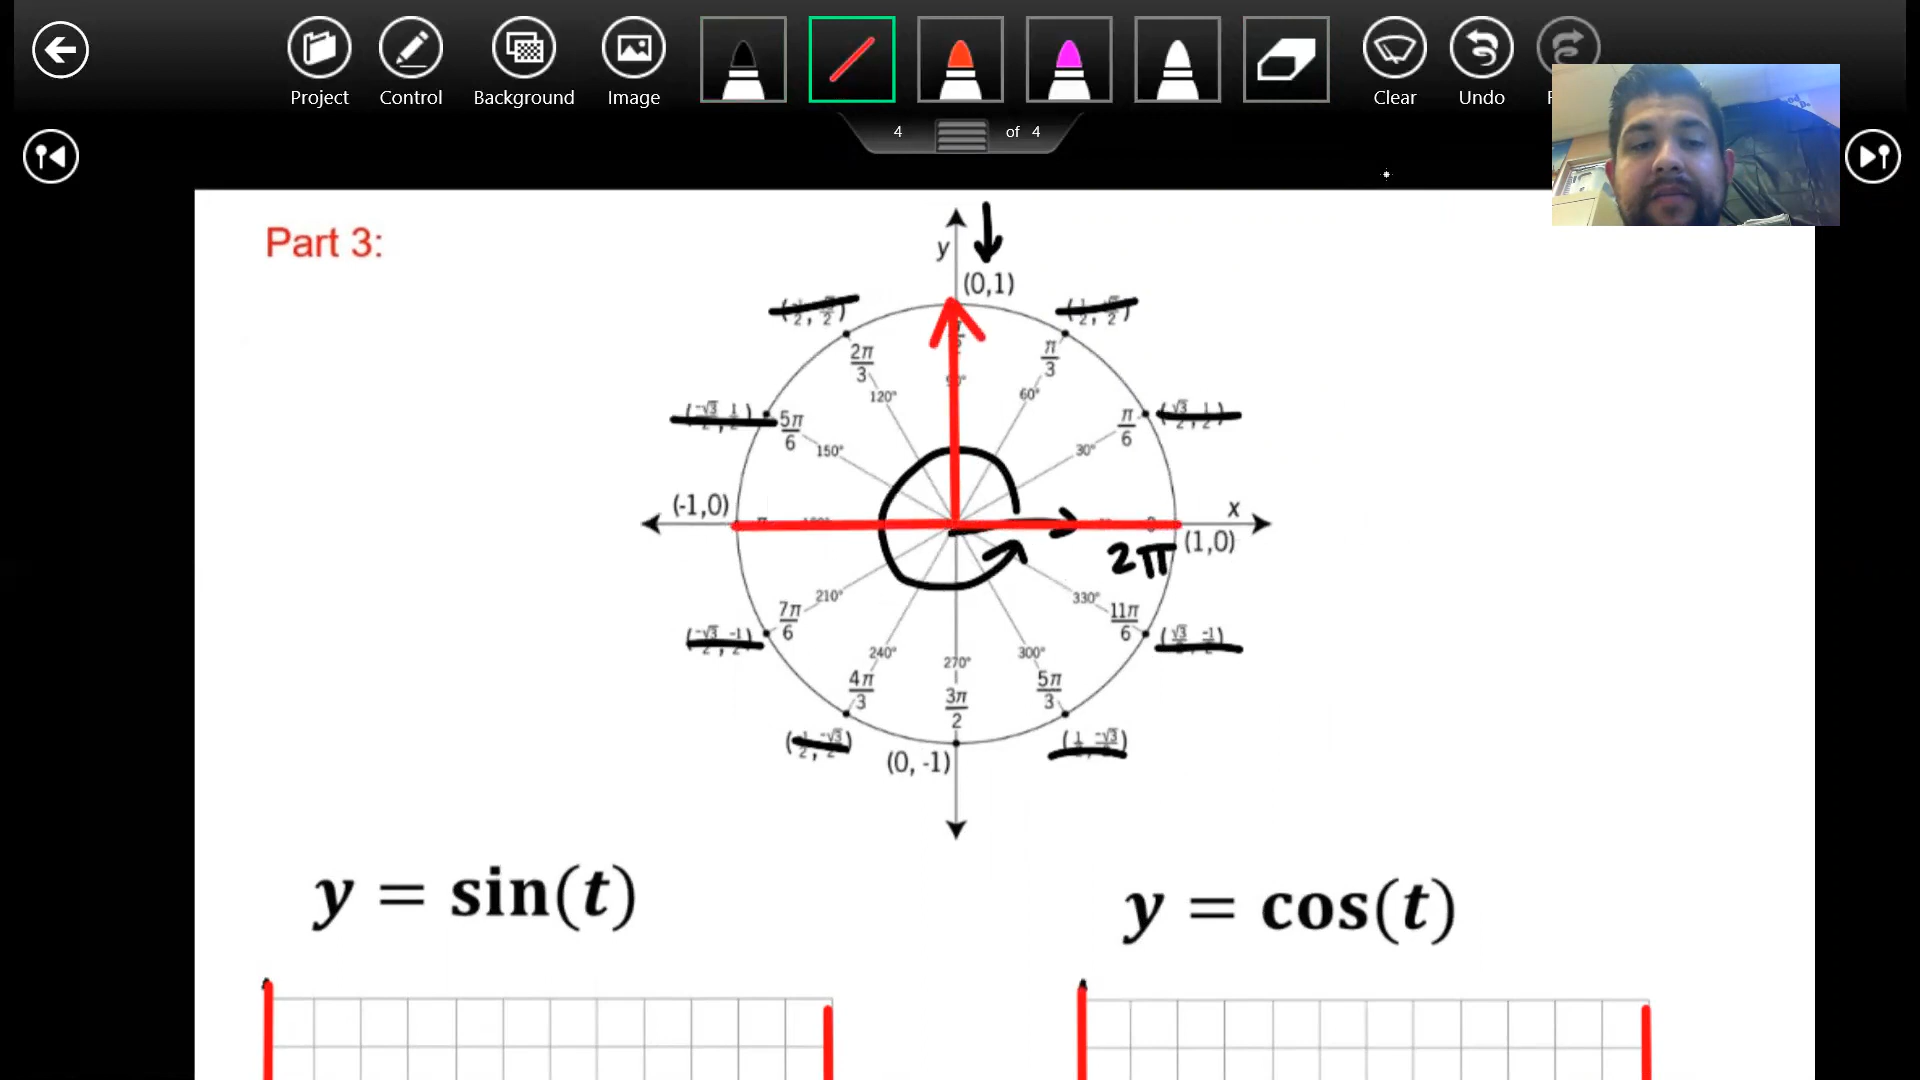 Project Control Background Image Clear Undo
4 of 4
Part 3:
y
(0,1)
2π/3
π/3
120°
60°
5π/6
π/6
150°
30°
(-1,0)
x
2π
(1,0)
7π/6
210°
330°
11π/6
240°
270°
300°
4π/3
3π/2
5π/3
(0, -1)
y = sin(t)
y = cos(t)